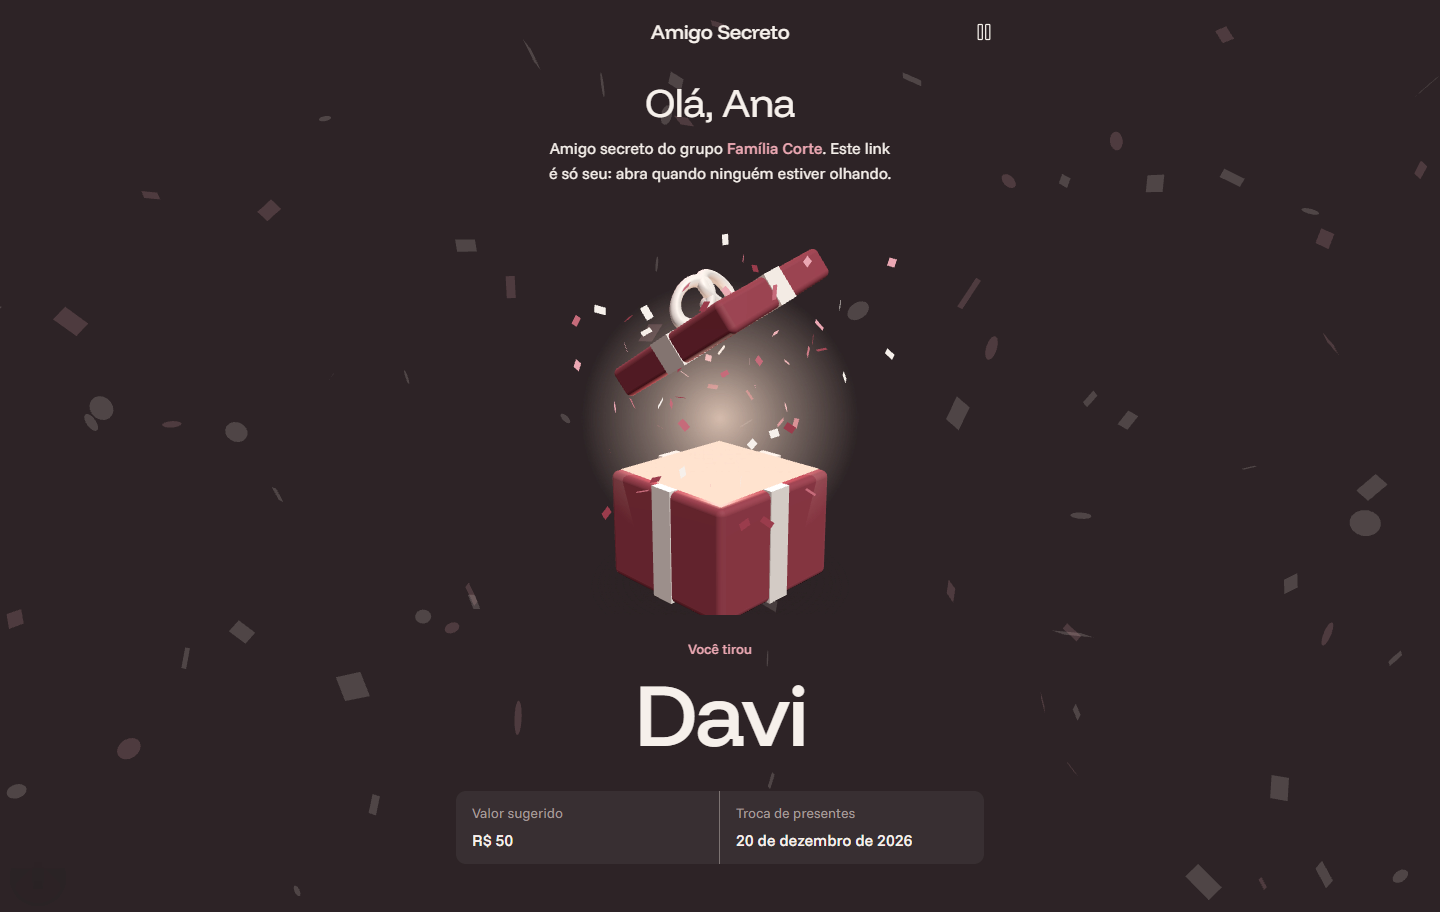 Amigo Secreto
Olá, Ana
Amigo secreto do grupo Família Corte. Este link
é só seu: abra quando ninguém estiver olhando.
Você tirou
Davi
Valor sugerido
R$ 50
Troca de presentes
20 de dezembro de 2026